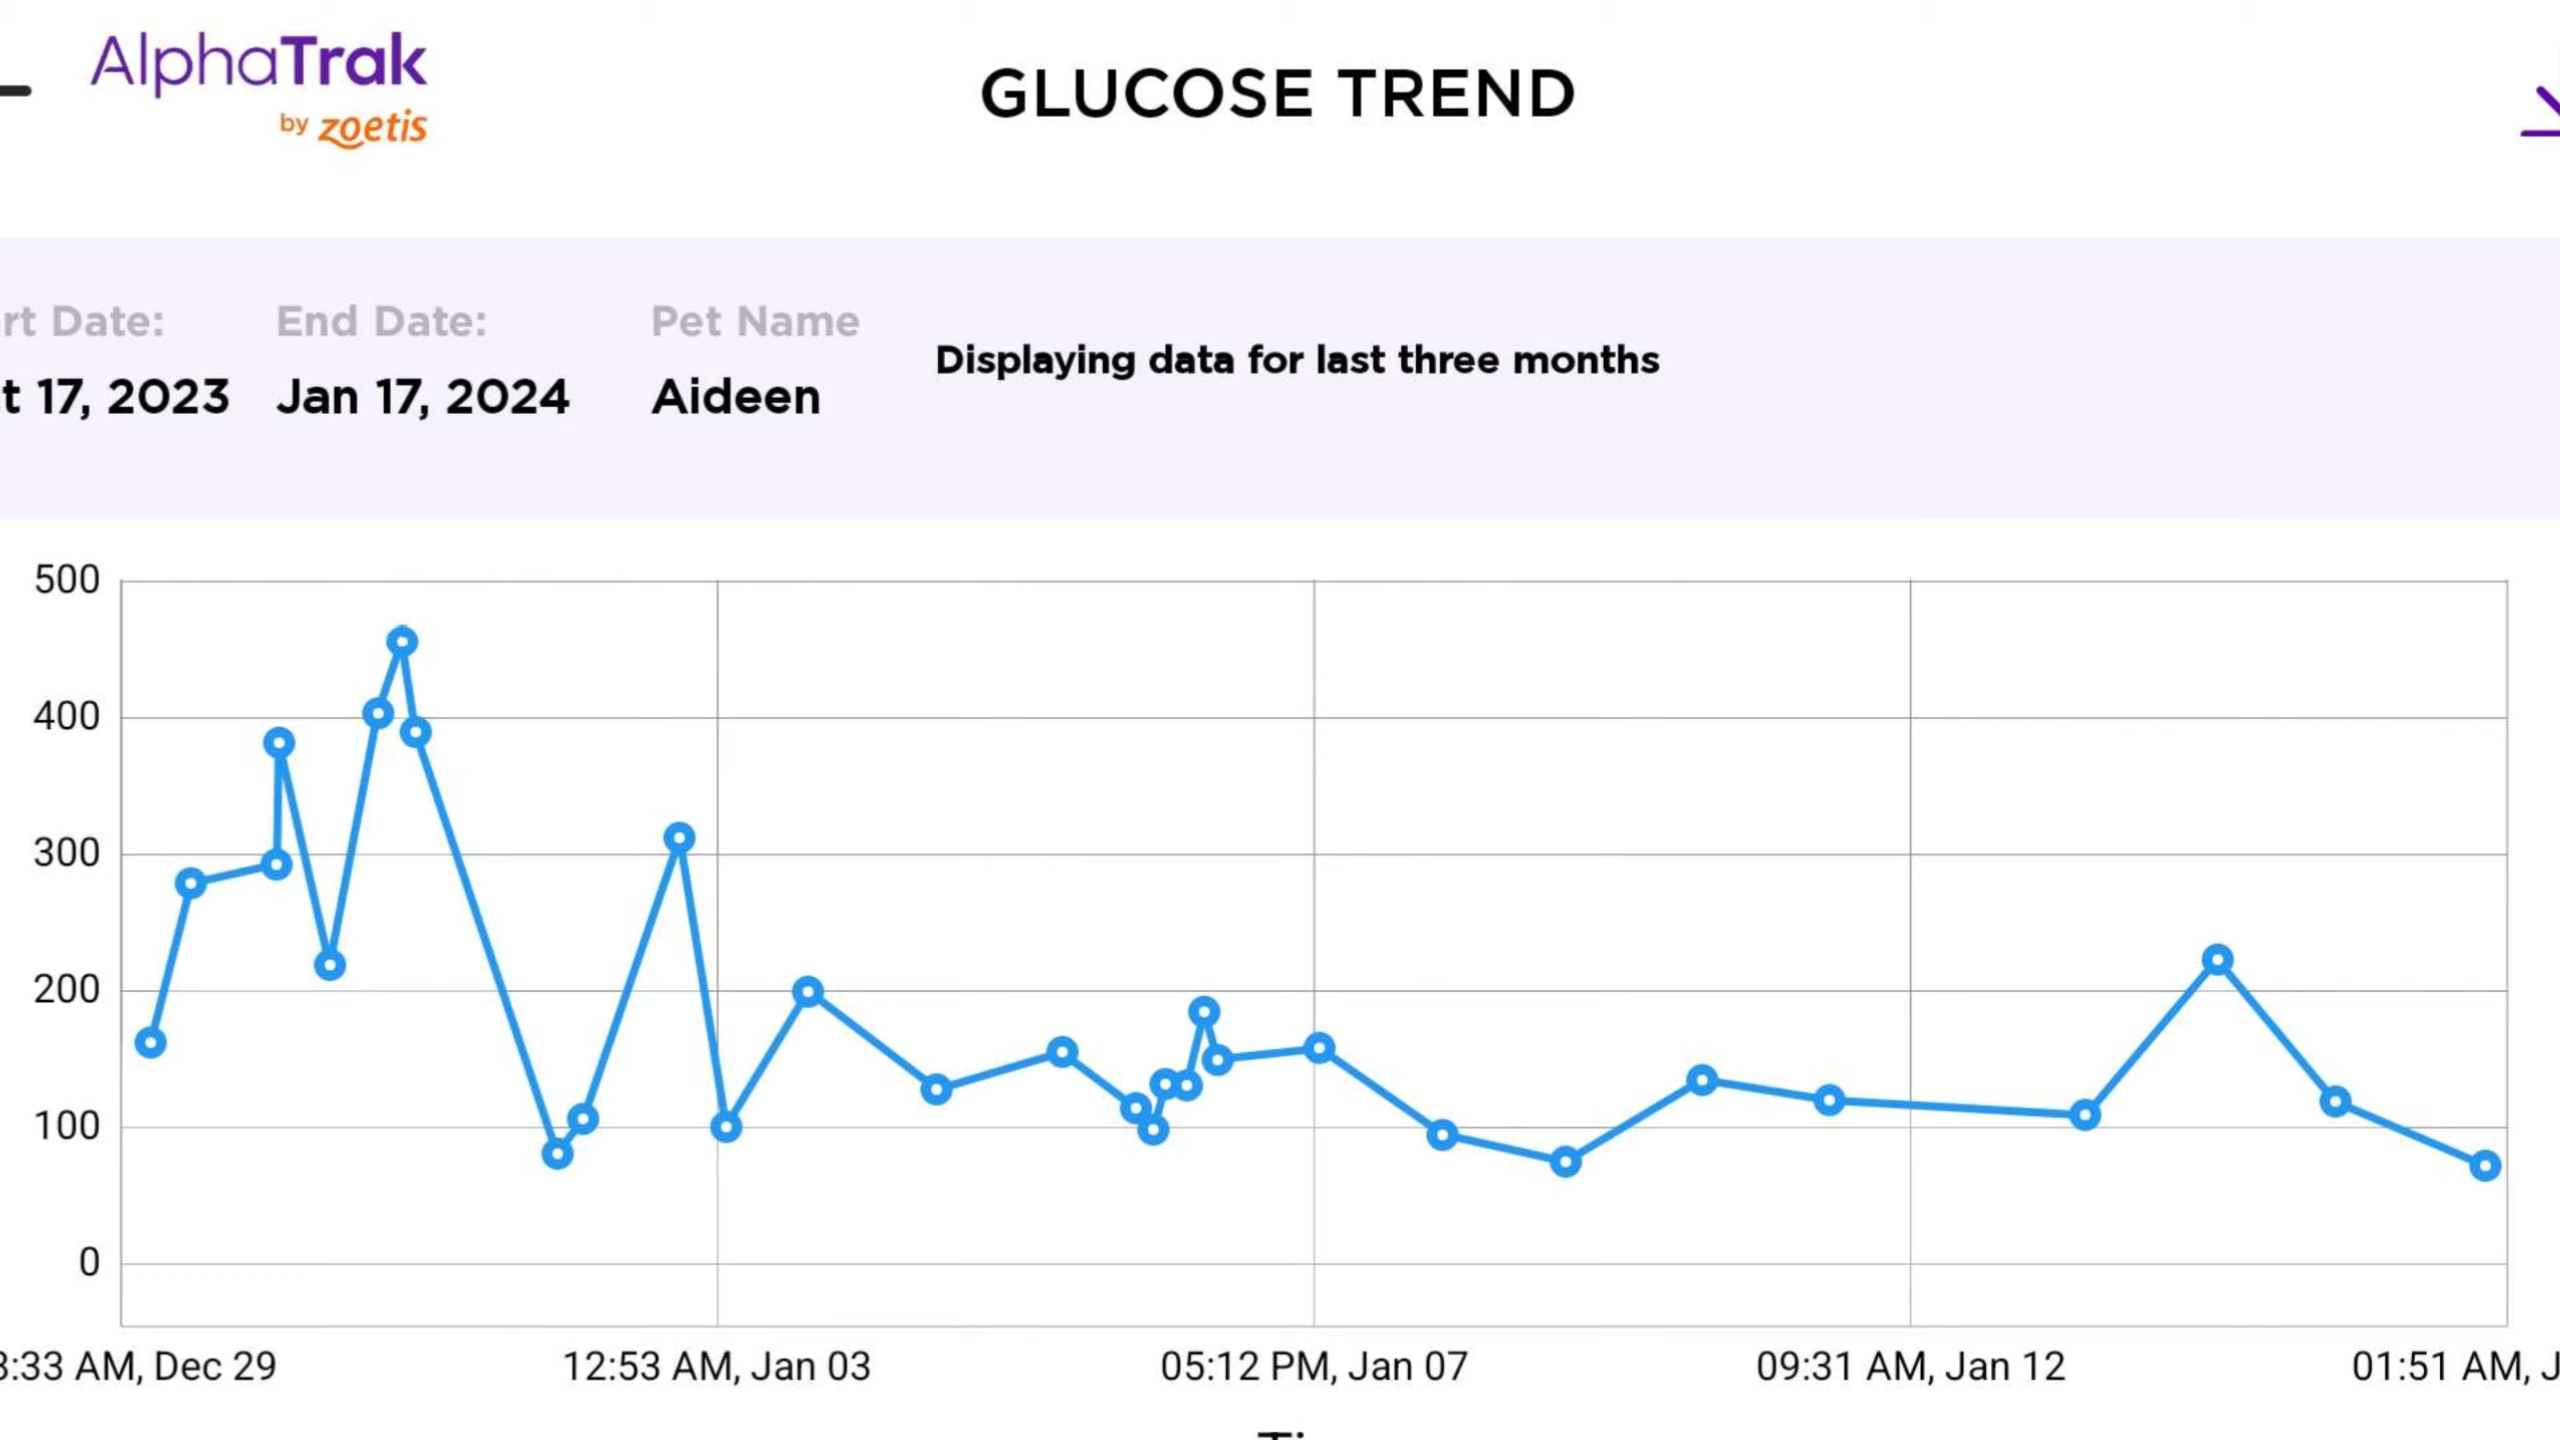 AlphaTrak
by zoetis
GLUCOSE TREND
rt Date:
End Date:
Pet Name
t 17, 2023
Jan 17, 2024
Aideen
Displaying data for last three months
500
400
300
200
100
0
3:33 AM, Dec 29
12:53 AM, Jan 03
05:12 PM, Jan 07
09:31 AM, Jan 12
01:51 AM, J